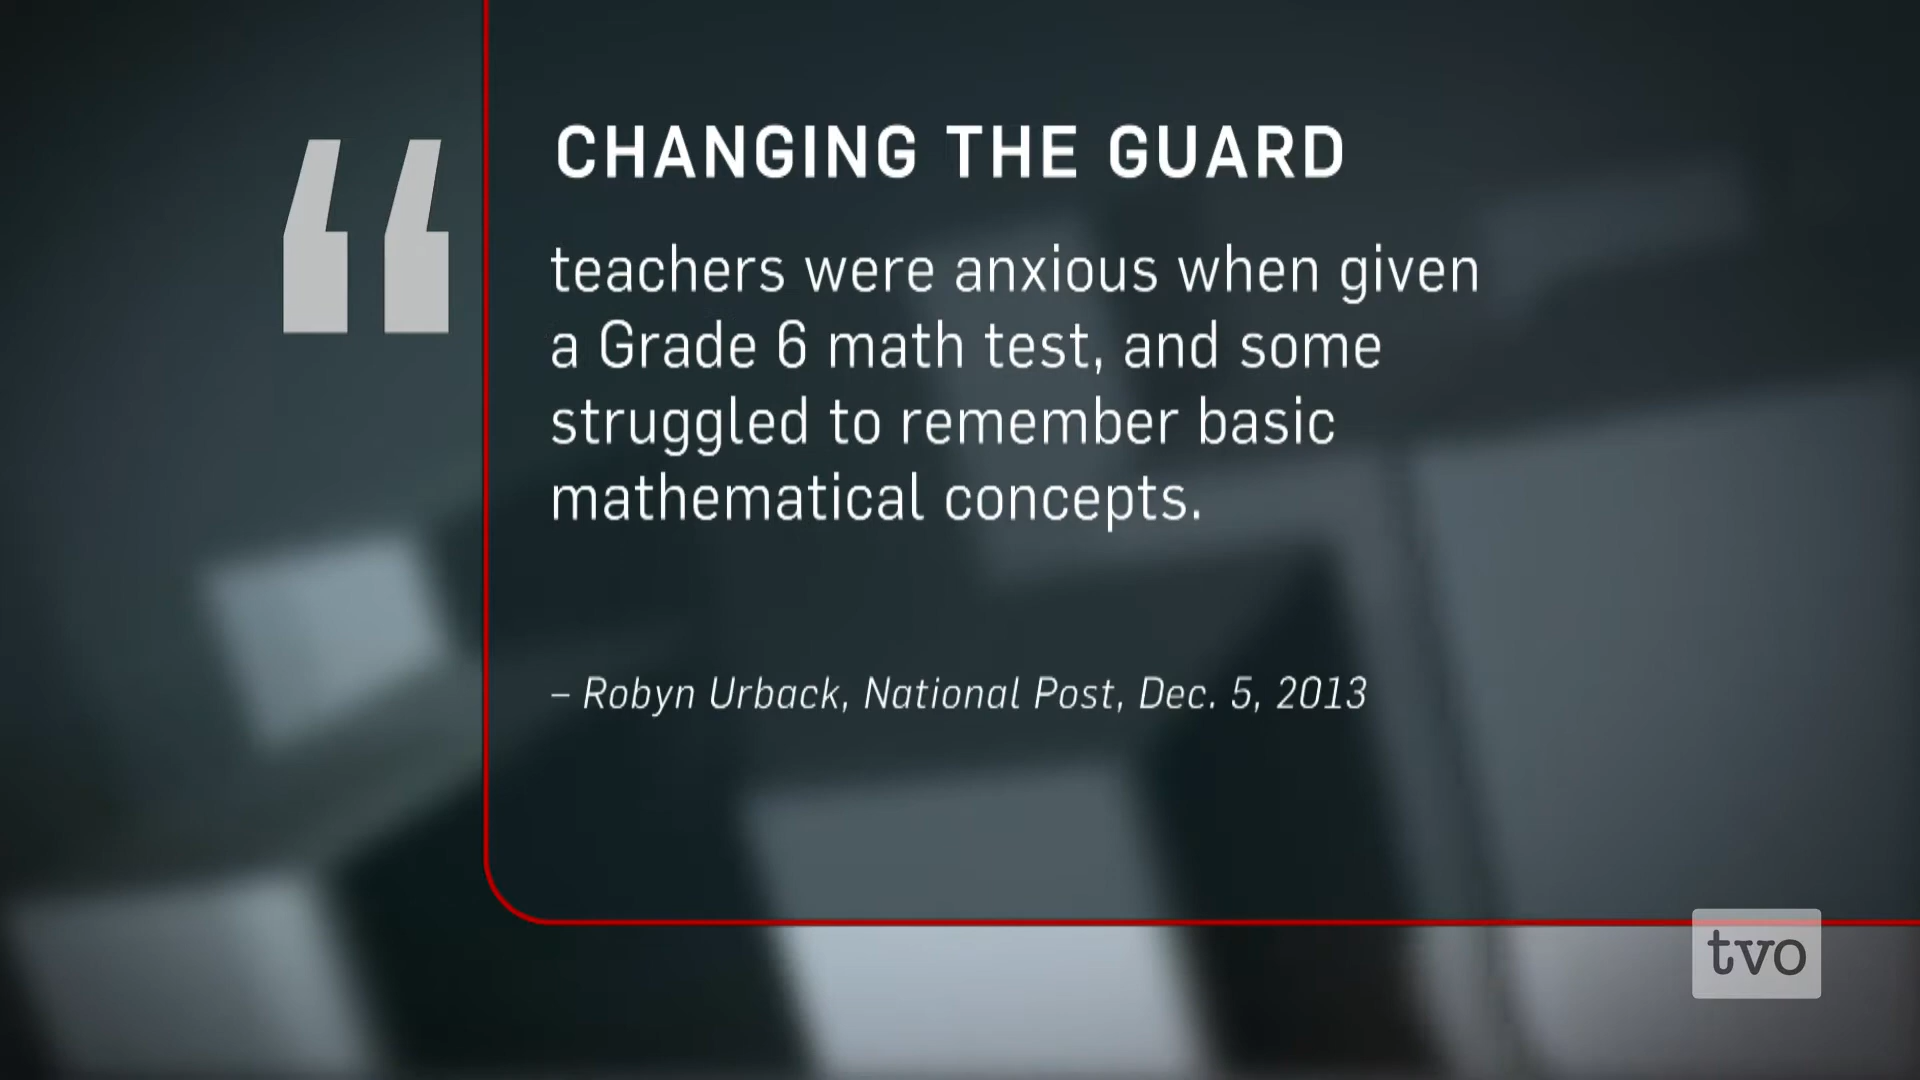 “
CHANGING THE GUARD
teachers were anxious when given
a Grade 6 math test, and some
struggled to remember basic
mathematical concepts.
– Robyn Urback, National Post, Dec. 5, 2013
tvo